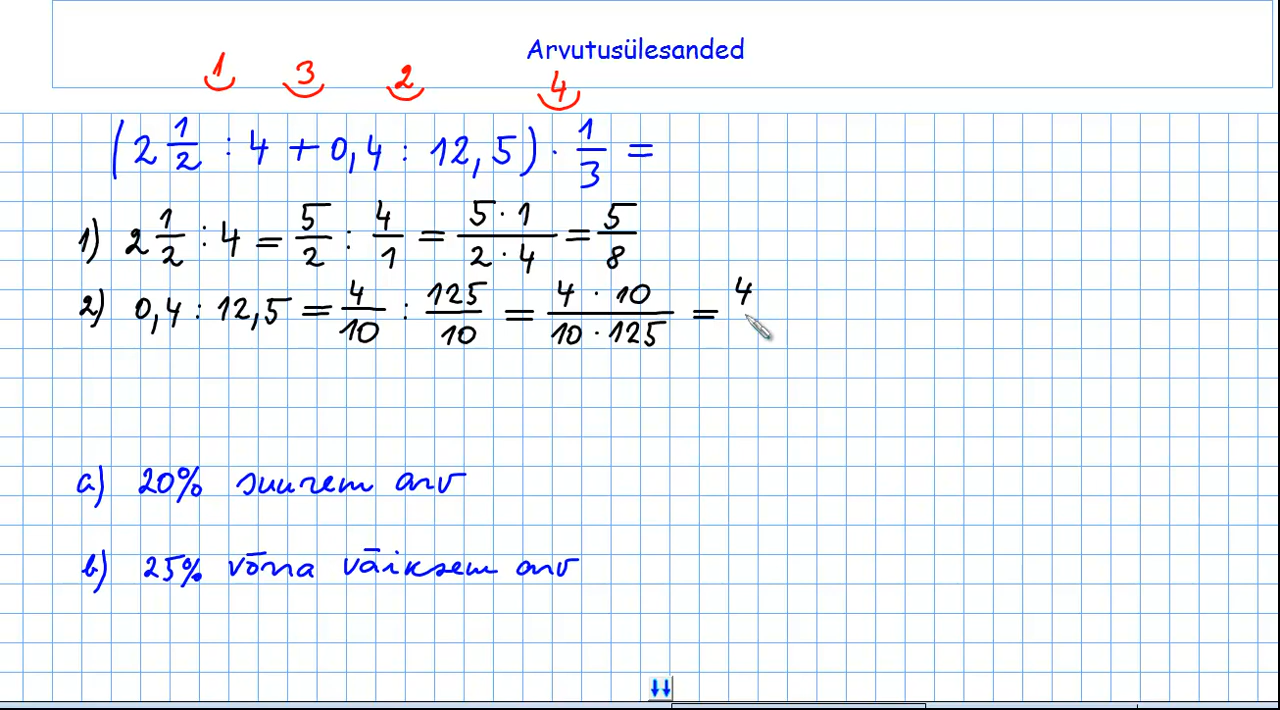 Arvutusülesanded
1 3 2 4
(2 1/2 : 4 + 0,4 : 12,5) · 1/3 =
1) 2 1/2 : 4 = 5/2 : 4/1 = 5 · 1 / 2 · 4 = 5/8
2) 0,4 : 12,5 = 4/10 : 125/10 = 4 · 10 / 10 · 125 = 4
a) 20% suurem arv
b) 25% võrra väiksem arv